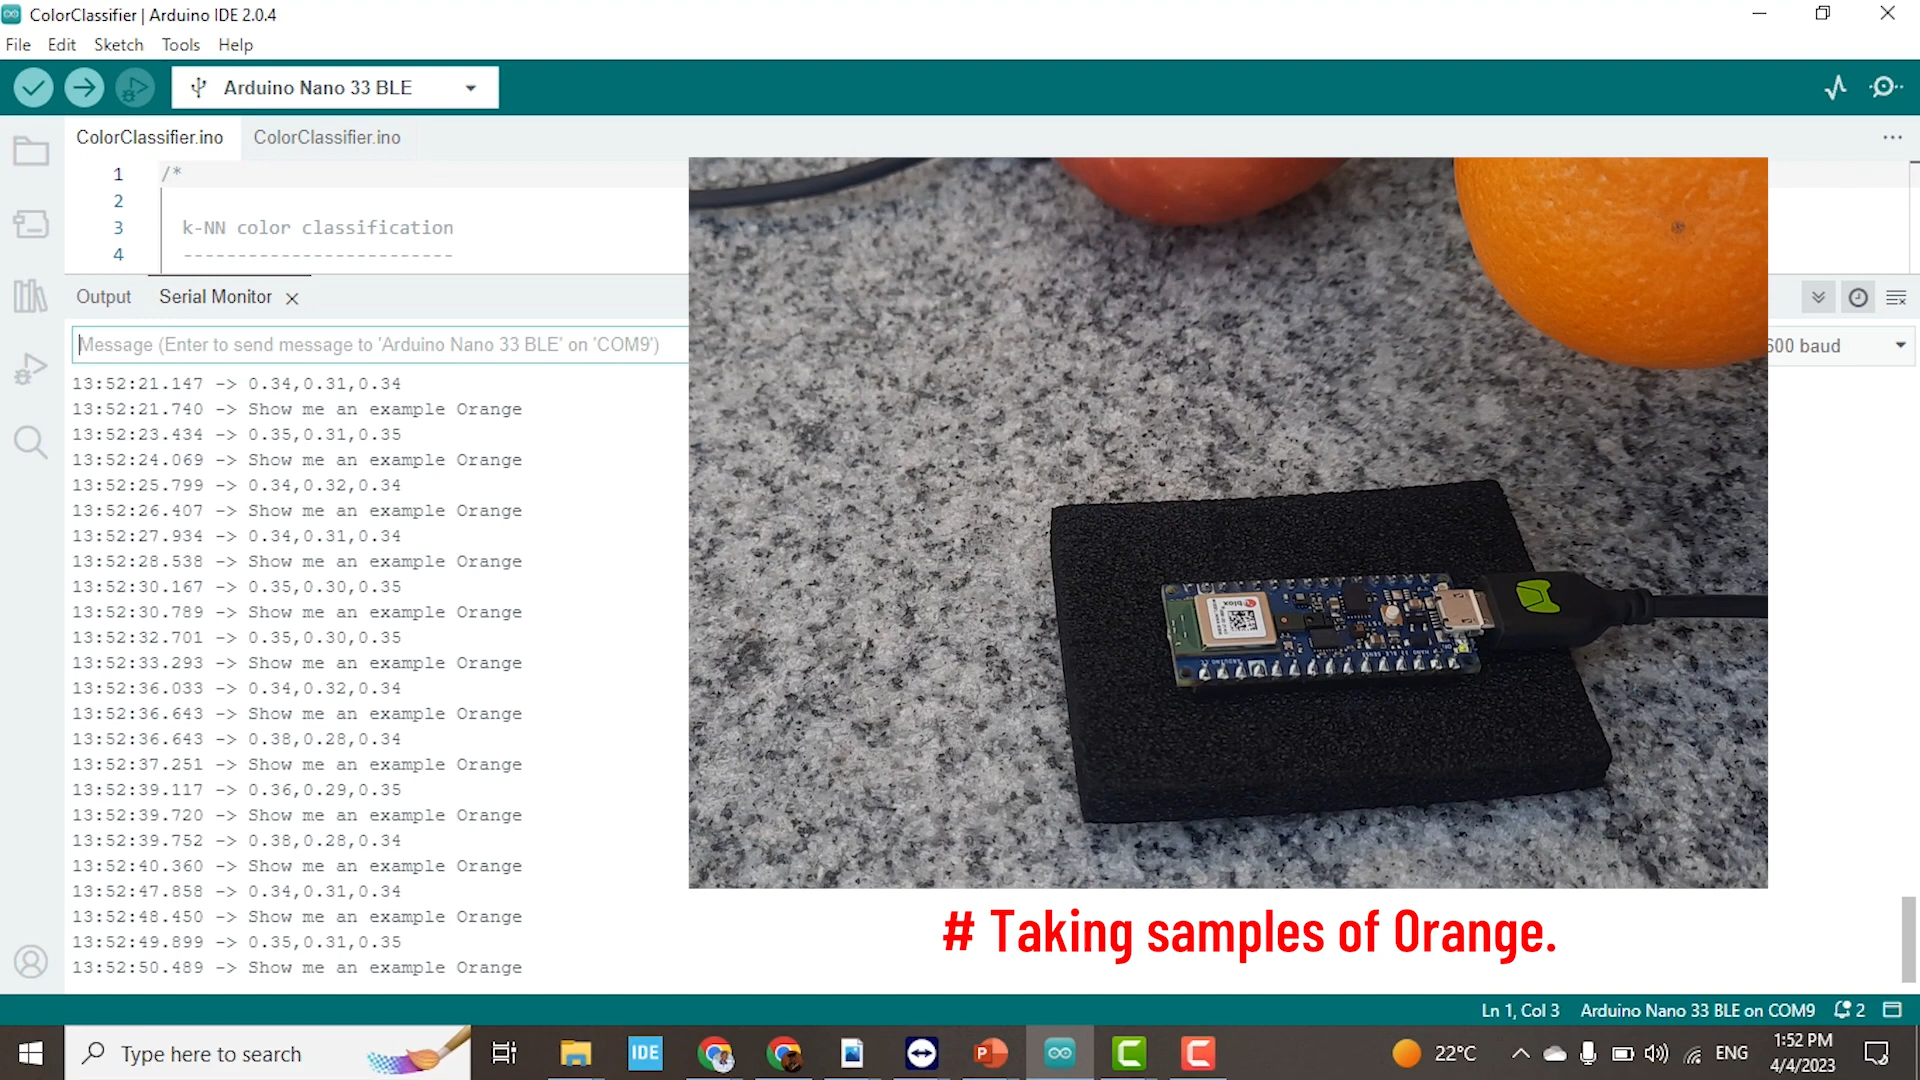 ColorClassifier | Arduino IDE 2.0.4
File Edit Sketch Tools Help
Arduino Nano 33 BLE
ColorClassifier.ino ColorClassifier.ino
1 /*
2
3 k-NN color classification
4 -------------------------
Output Serial Monitor
Message (Enter to send message to 'Arduino Nano 33 BLE' on 'COM9')
600 baud
13:52:21.147 -> 0.34,0.31,0.34
13:52:21.740 -> Show me an example Orange
13:52:23.434 -> 0.35,0.31,0.35
13:52:24.069 -> Show me an example Orange
13:52:25.799 -> 0.34,0.32,0.34
13:52:26.407 -> Show me an example Orange
13:52:27.934 -> 0.34,0.31,0.34
13:52:28.538 -> Show me an example Orange
13:52:30.167 -> 0.35,0.30,0.35
13:52:30.789 -> Show me an example Orange
13:52:32.701 -> 0.35,0.30,0.35
13:52:33.293 -> Show me an example Orange
13:52:36.033 -> 0.34,0.32,0.34
13:52:36.643 -> Show me an example Orange
13:52:36.643 -> 0.38,0.28,0.34
13:52:37.251 -> Show me an example Orange
13:52:39.117 -> 0.36,0.29,0.35
13:52:39.720 -> Show me an example Orange
13:52:39.752 -> 0.38,0.28,0.34
13:52:40.360 -> Show me an example Orange
13:52:47.858 -> 0.34,0.31,0.34
13:52:48.450 -> Show me an example Orange
13:52:49.899 -> 0.35,0.31,0.35
13:52:50.489 -> Show me an example Orange
blox
# Taking samples of Orange.
Ln 1, Col 3 Arduino Nano 33 BLE on COM9 2
Type here to search
IDE
22°C
ENG
1:52 PM
4/4/2023